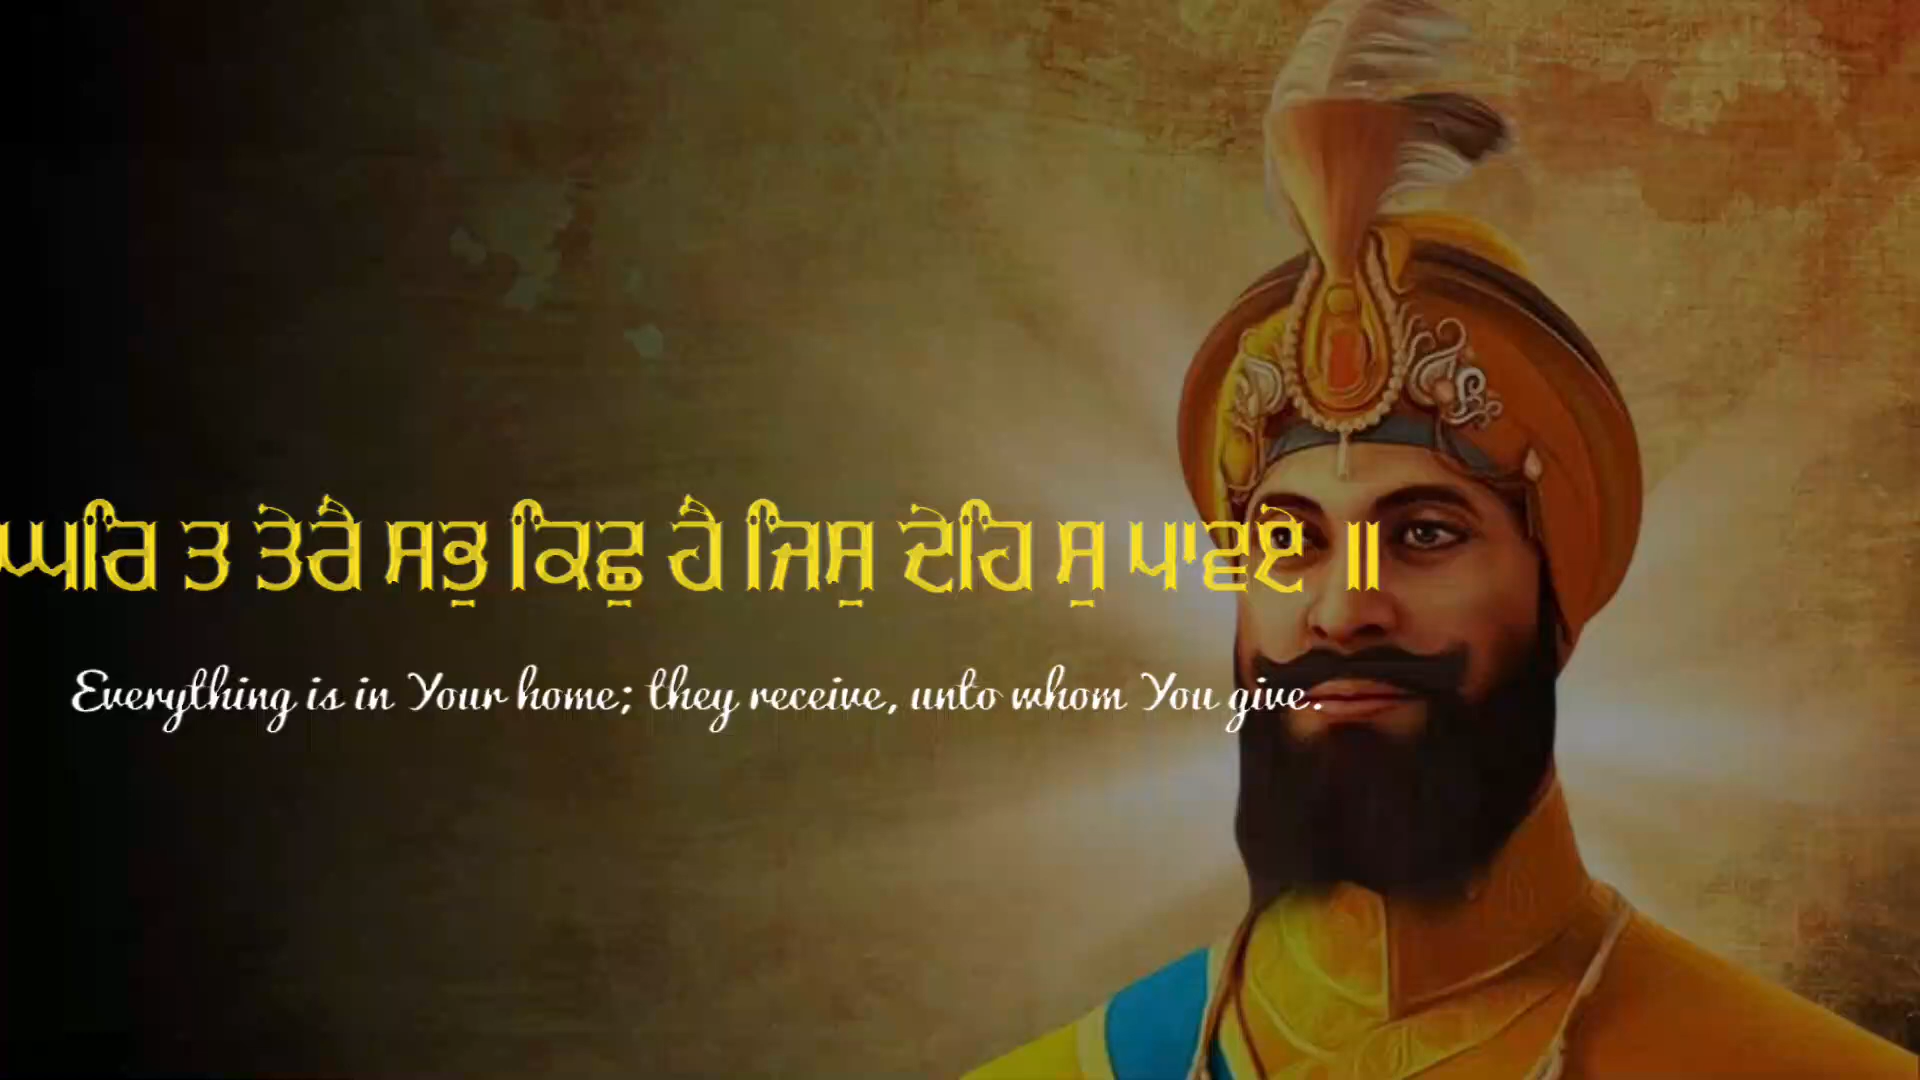 ਘਰਿ ਤ ਤੇਰੈ ਸਭੁ ਕਿਛੁ ਹੈ ਜਿਸੁ ਦੇਹਿ ਸੁ ਪਾਵਏ ॥
Everything is in Your home; they receive, unto whom You give.